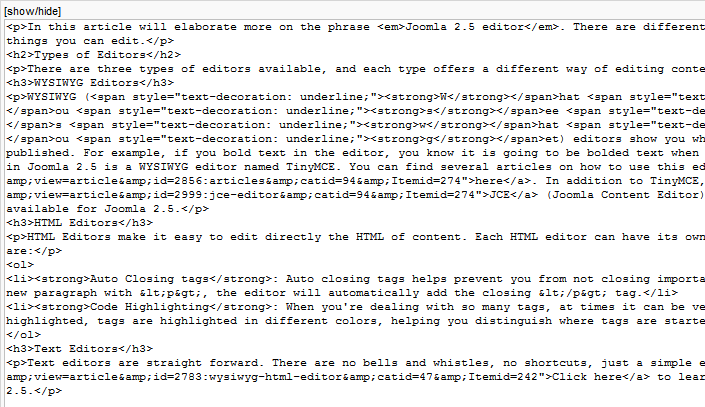 [show/hide]
<p>In this article will elaborate more on the phrase <em>Joomla 2.5 editor</em>. There are different
things you can edit.</p>
<h2>Types of Editors</h2>
<p>There are three types of editors available, and each type offers a different way of editing conte
<h3>WYSIWYG Editors</h3>
<p>WYSIWYG (<span style="text-decoration: underline;"><strong>W</strong></span>hat <span style="text
</span>ou <span style="text-decoration: underline;"><strong>s</strong></span>ee <span style="text-de
</span>s <span style="text-decoration: underline;"><strong>w</strong></span>hat <span style="text-de
</span>ou <span style="text-decoration: underline;"><strong>g</strong></span>et) editors show you wh
published. For example, if you bold text in the editor, you know it is going to be bolded text when
in Joomla 2.5 is a WYSIWYG editor named TinyMCE. You can find several articles on how to use this ed
amp;view=article&amp;id=2856:articles&amp;catid=94&amp;Itemid=274">here</a>. In addition to TinyMCE,
amp;view=article&amp;id=2999:jce-editor&amp;catid=94&amp;Itemid=274">JCE</a> (Joomla Content Editor)
available for Joomla 2.5.</p>
<h3>HTML Editors</h3>
<p>HTML Editors make it easy to edit directly the HTML of content. Each HTML editor can have its own
are:</p>
<ol>
<li><strong>Auto Closing tags</strong>: Auto closing tags helps prevent you from not closing importa
new paragraph with &lt;p&gt;, the editor will automatically add the closing &lt;/p&gt; tag.</li>
<li><strong>Code Highlighting</strong>: When you're dealing with so many tags, at times it can be ve
highlighted, tags are highlighted in different colors, helping you distinguish where tags are starte
</ol>
<h3>Text Editors</h3>
<p>Text editors are straight forward. There are no bells and whistles, no shortcuts, just a simple e
amp;view=article&amp;id=2783:wysiwyg-html-editor&amp;catid=47&amp;Itemid=242">Click here</a> to lear
2.5.</p>